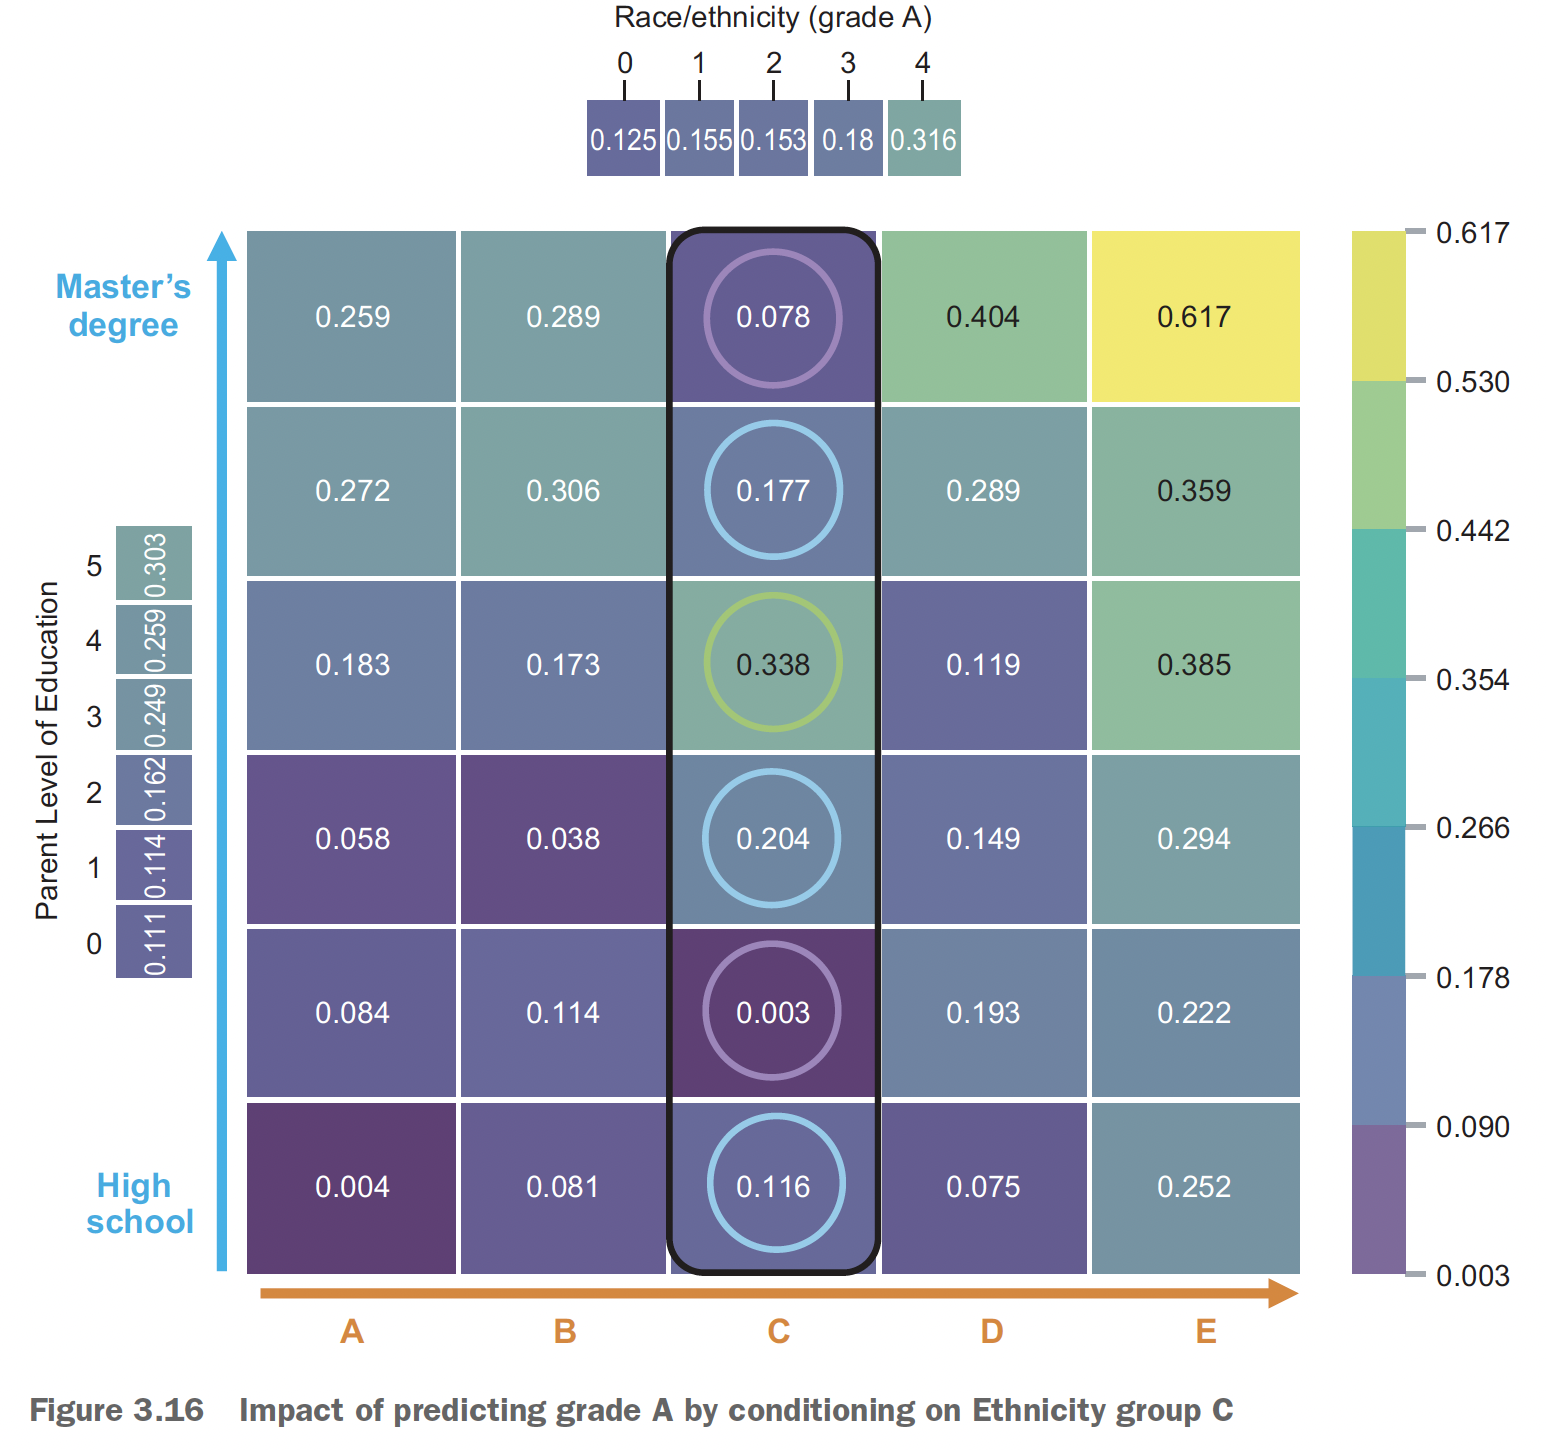 Race/ethnicity (grade A)
0 1 2 3 4
0.125 0.155 0.153 0.18 0.316
Master's
degree
0.259 0.289 0.078 0.404 0.617
0.272 0.306 0.177 0.289 0.359
0.183 0.173 0.338 0.119 0.385
0.058 0.038 0.204 0.149 0.294
0.084 0.114 0.003 0.193 0.222
0.004 0.081 0.116 0.075 0.252
Parent Level of Education
5 0.303
4 0.259
3 0.249
2 0.162
1 0.114
0 0.111
High
school
A B C D E
0.617
0.530
0.442
0.354
0.266
0.178
0.090
0.003
Figure 3.16 Impact of predicting grade A by conditioning on Ethnicity group C